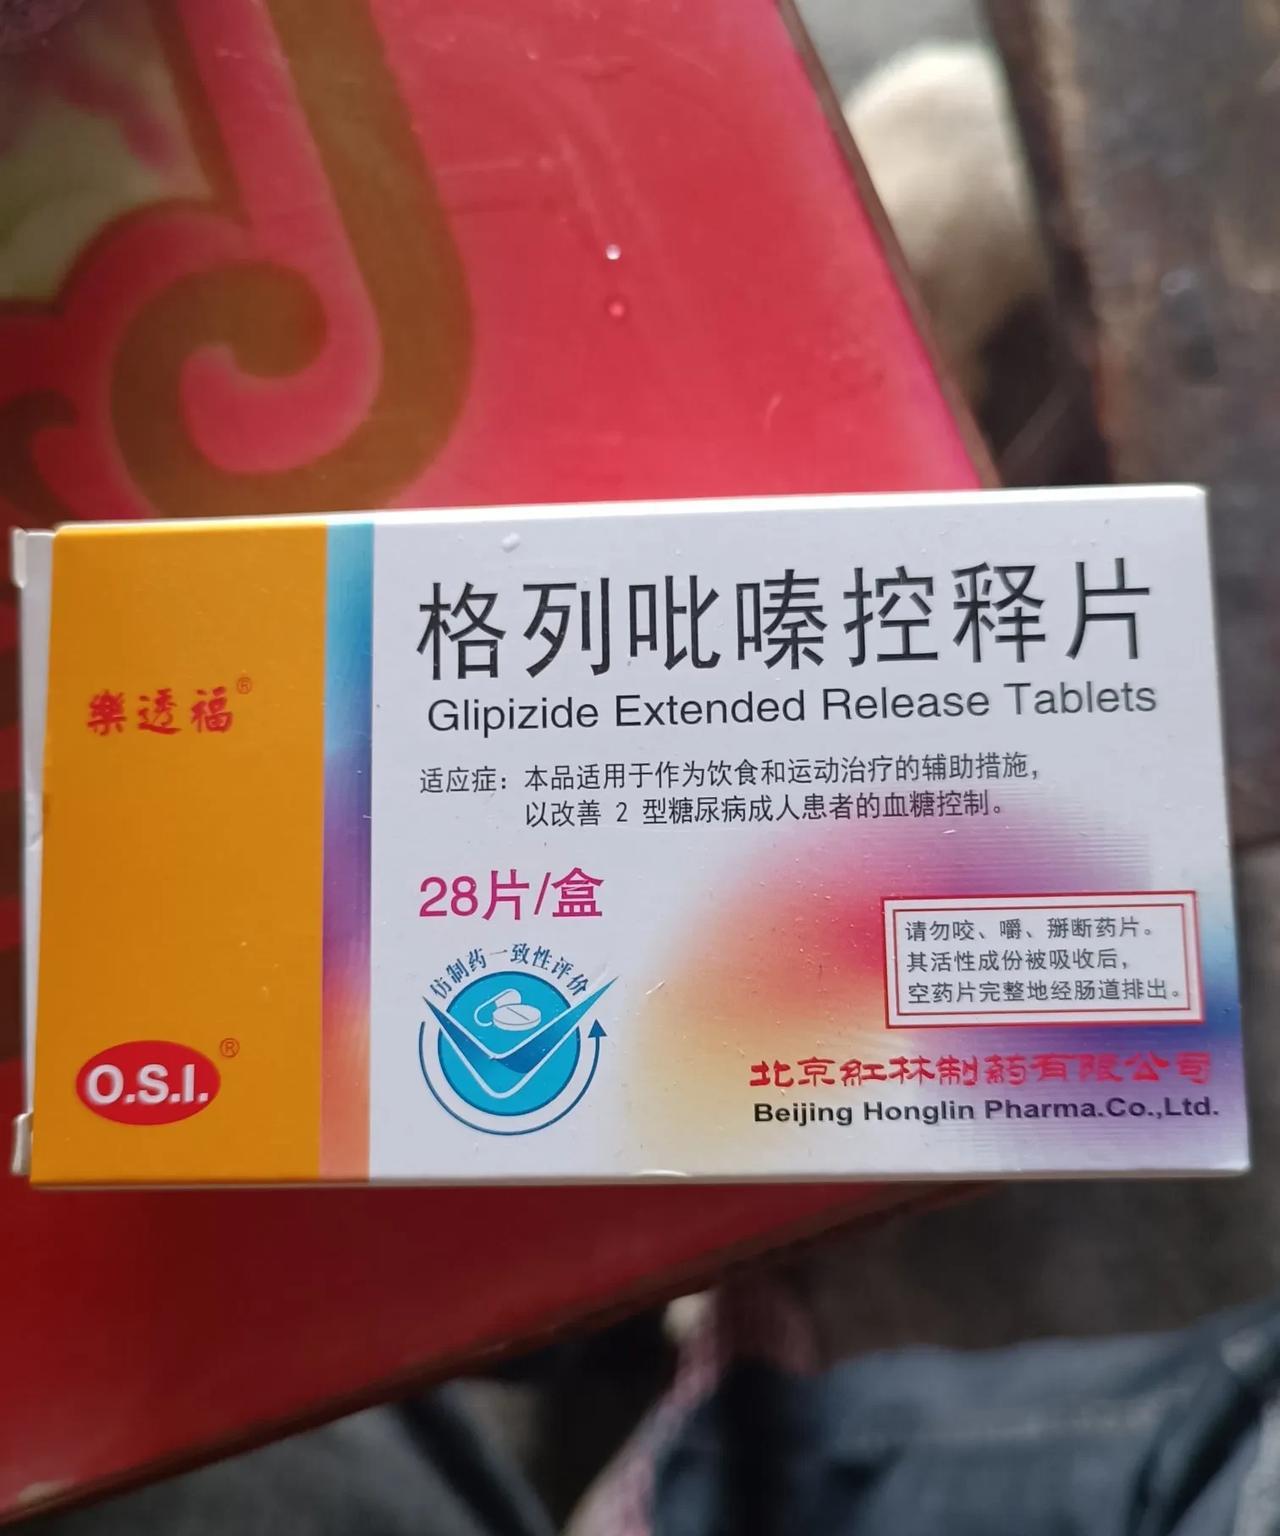 格列吡嗪控释片
Glipizide Extended Release Tablets
適应症：本品适用于作为饮食和运动治疗的辅助措施，
以改善 2 型糖尿病成人患者的血糖控制。
28片/盒
仿制药一致性评价
请勿咬、嚼、掰断药片。
其活性成份被吸收后，
空药片完整地经肠道排出。
北京红林制药有限公司
Beijing Honglin Pharma.Co.,Ltd.
樂透福®
O.S.I.®